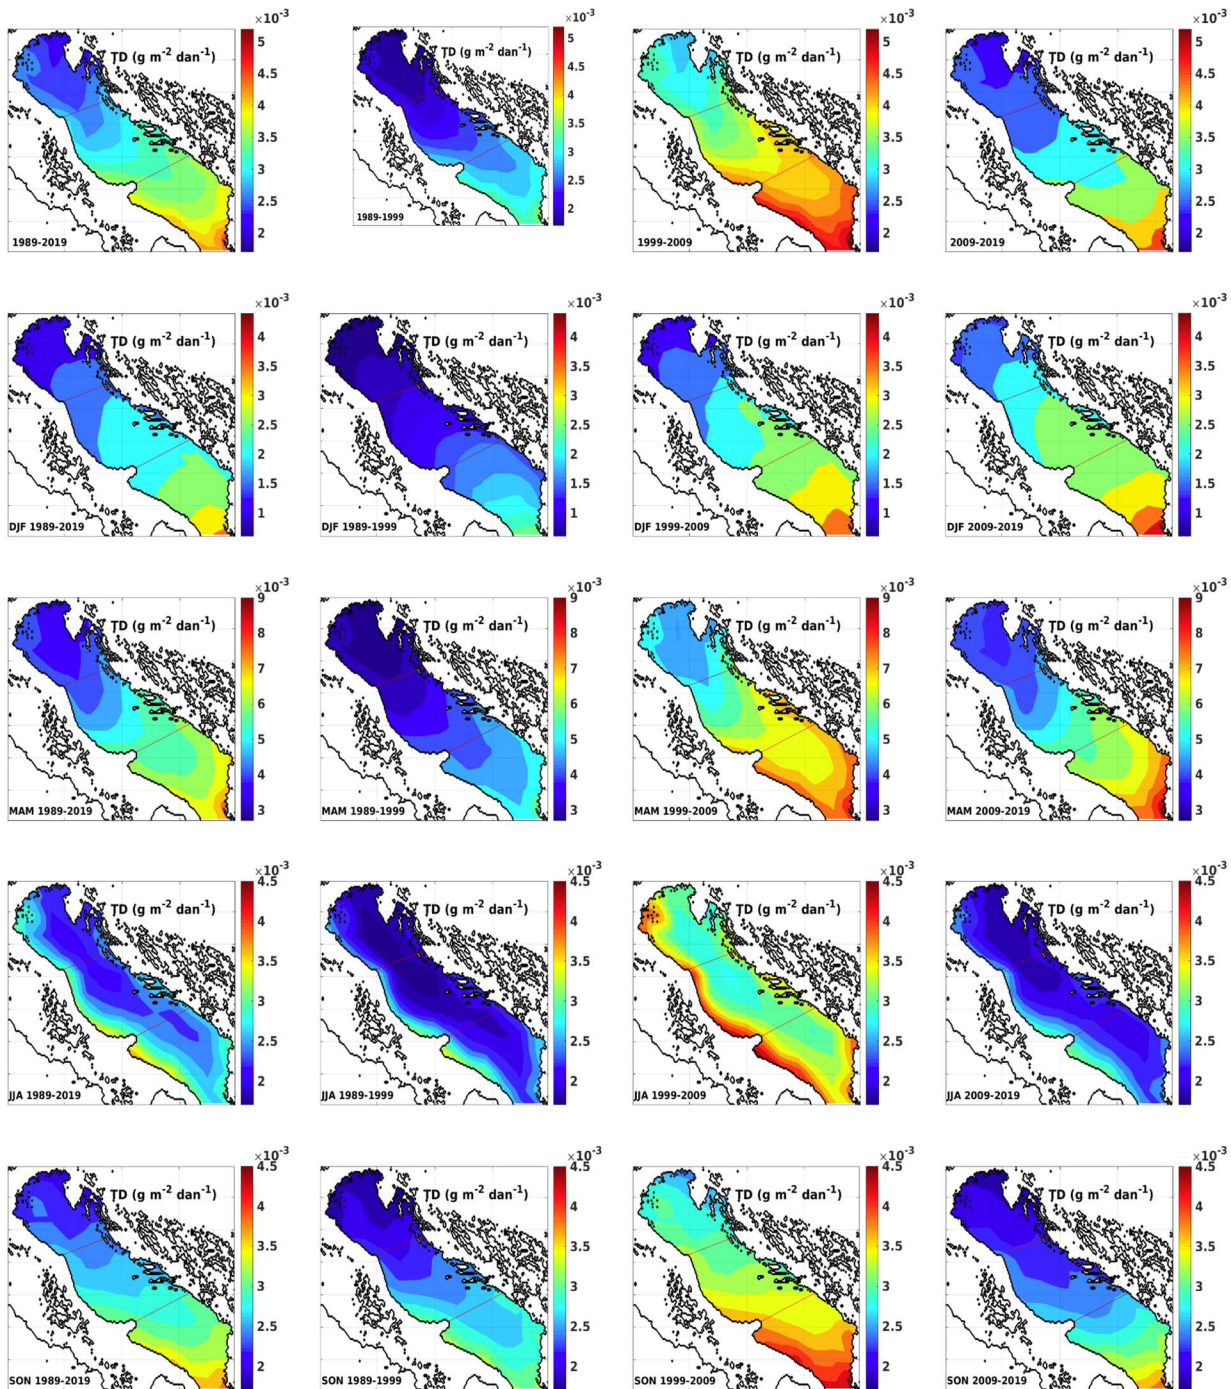 ×10⁻³ ×10⁻³ ×10⁻³ ×10⁻³
TD (g m⁻² dan⁻¹) TD (g m⁻² dan⁻¹) TD (g m⁻² dan⁻¹) TD (g m⁻² dan⁻¹)
5 5 5 5
4.5 4.5 4.5 4.5
4 4 4 4
3.5 3.5 3.5 3.5
3 3 3 3
2.5 2.5 2.5 2.5
2 2 2 2
1989-2019 1989-1999 1999-2009 2009-2019
×10⁻³ ×10⁻³ ×10⁻³ ×10⁻³
TD (g m⁻² dan⁻¹) TD (g m⁻² dan⁻¹) TD (g m⁻² dan⁻¹) TD (g m⁻² dan⁻¹)
4 4 4 4
3.5 3.5 3.5 3.5
3 3 3 3
2.5 2.5 2.5 2.5
2 2 2 2
1.5 1.5 1.5 1.5
1 1 1 1
DJF 1989-2019 DJF 1989-1999 DJF 1999-2009 DJF 2009-2019
×10⁻³ ×10⁻³ ×10⁻³ ×10⁻³
9 9 9 9
TD (g m⁻² dan⁻¹) TD (g m⁻² dan⁻¹) TD (g m⁻² dan⁻¹) TD (g m⁻² dan⁻¹)
8 8 8 8
7 7 7 7
6 6 6 6
5 5 5 5
4 4 4 4
3 3 3 3
MAM 1989-2019 MAM 1989-1999 MAM 1999-2009 MAM 2009-2019
×10⁻³ ×10⁻³ ×10⁻³ ×10⁻³
4.5 4.5 4.5 4.5
TD (g m⁻² dan⁻¹) TD (g m⁻² dan⁻¹) TD (g m⁻² dan⁻¹) TD (g m⁻² dan⁻¹)
4 4 4 4
3.5 3.5 3.5 3.5
3 3 3 3
2.5 2.5 2.5 2.5
2 2 2 2
JJA 1989-2019 JJA 1989-1999 JJA 1999-2009 JJA 2009-2019
×10⁻³ ×10⁻³ ×10⁻³ ×10⁻³
4.5 4.5 4.5 4.5
TD (g m⁻² dan⁻¹) TD (g m⁻² dan⁻¹) TD (g m⁻² dan⁻¹) TD (g m⁻² dan⁻¹)
4 4 4 4
3.5 3.5 3.5 3.5
3 3 3 3
2.5 2.5 2.5 2.5
2 2 2 2
SON 1989-2019 SON 1989-1999 SON 1999-2009 SON 2009-2019